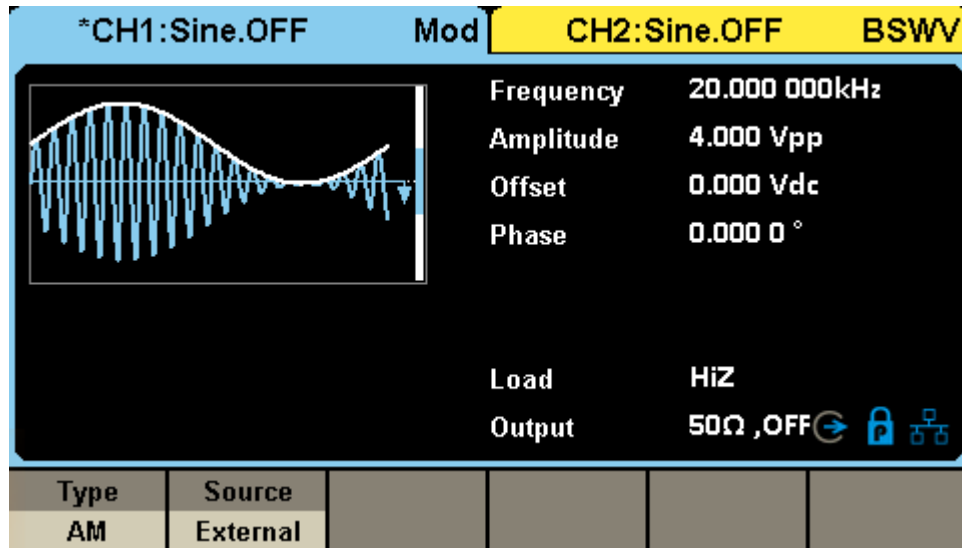 *CH1:Sine.OFF Mod CH2:Sine.OFF BSWV
Frequency 20.000 000kHz
Amplitude 4.000 Vpp
Offset 0.000 Vdc
Phase 0.000 0 °
Load HiZ
Output 50Ω ,OFF P
Type Source
AM External